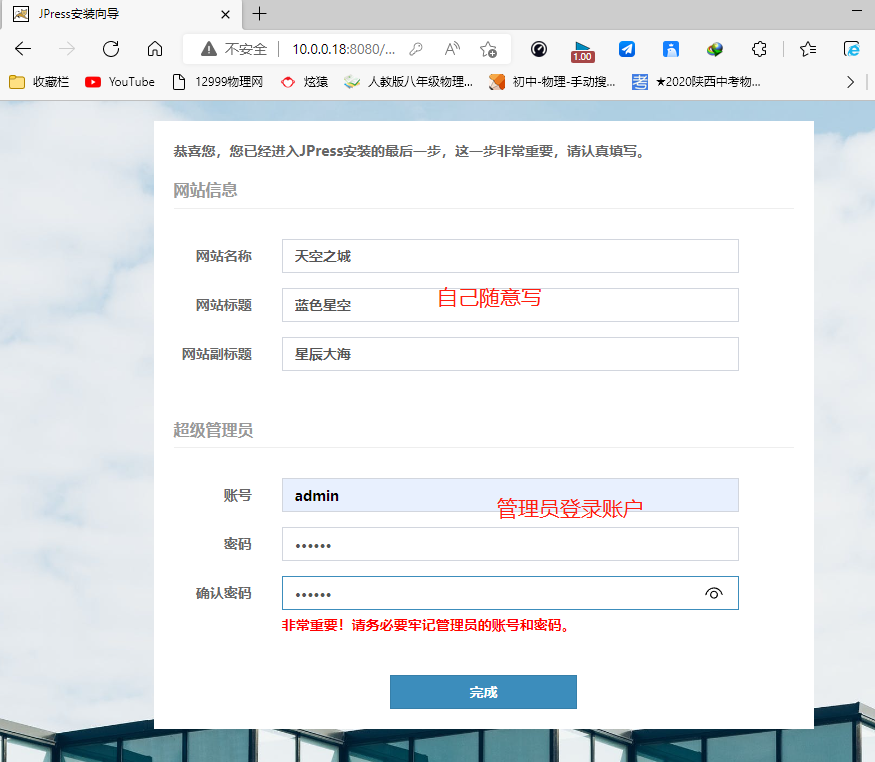 JPress安装向导
不安全
10.0.0.18:8080/...
1.00
收藏栏
YouTube
12999物理网
炫猿
人教版八年级物理...
初中-物理-手动搜...
考
★2020陕西中考物...
恭喜您，您已经进入JPress安装的最后一步，这一步非常重要，请认真填写。
网站信息
网站名称 天空之城
自己随意写
网站标题 蓝色星空
网站副标题 星辰大海
超级管理员
账号 admin
管理员登录账户
密码 ••••••
确认密码 ••••••
非常重要！请务必要牢记管理员的账号和密码。
完成